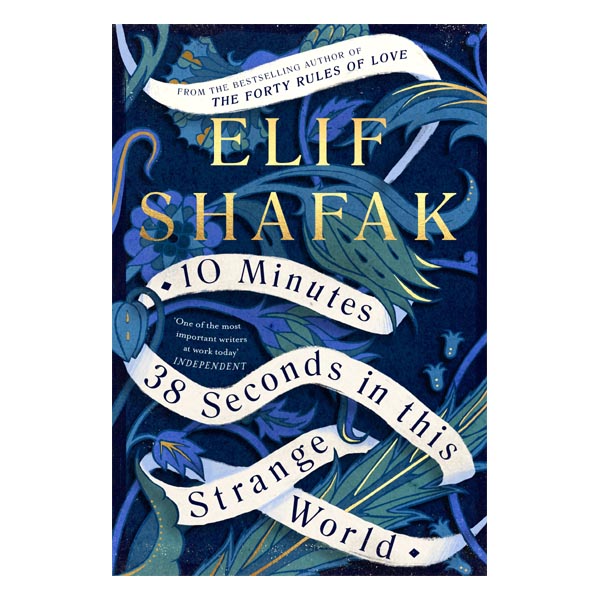 FROM THE BESTSELLING AUTHOR OF
THE FORTY RULES OF LOVE
ELIF
SHAFAK
10 Minutes
'One of the most
important writers
at work today'
INDEPENDENT
38 Seconds in this
Strange
World